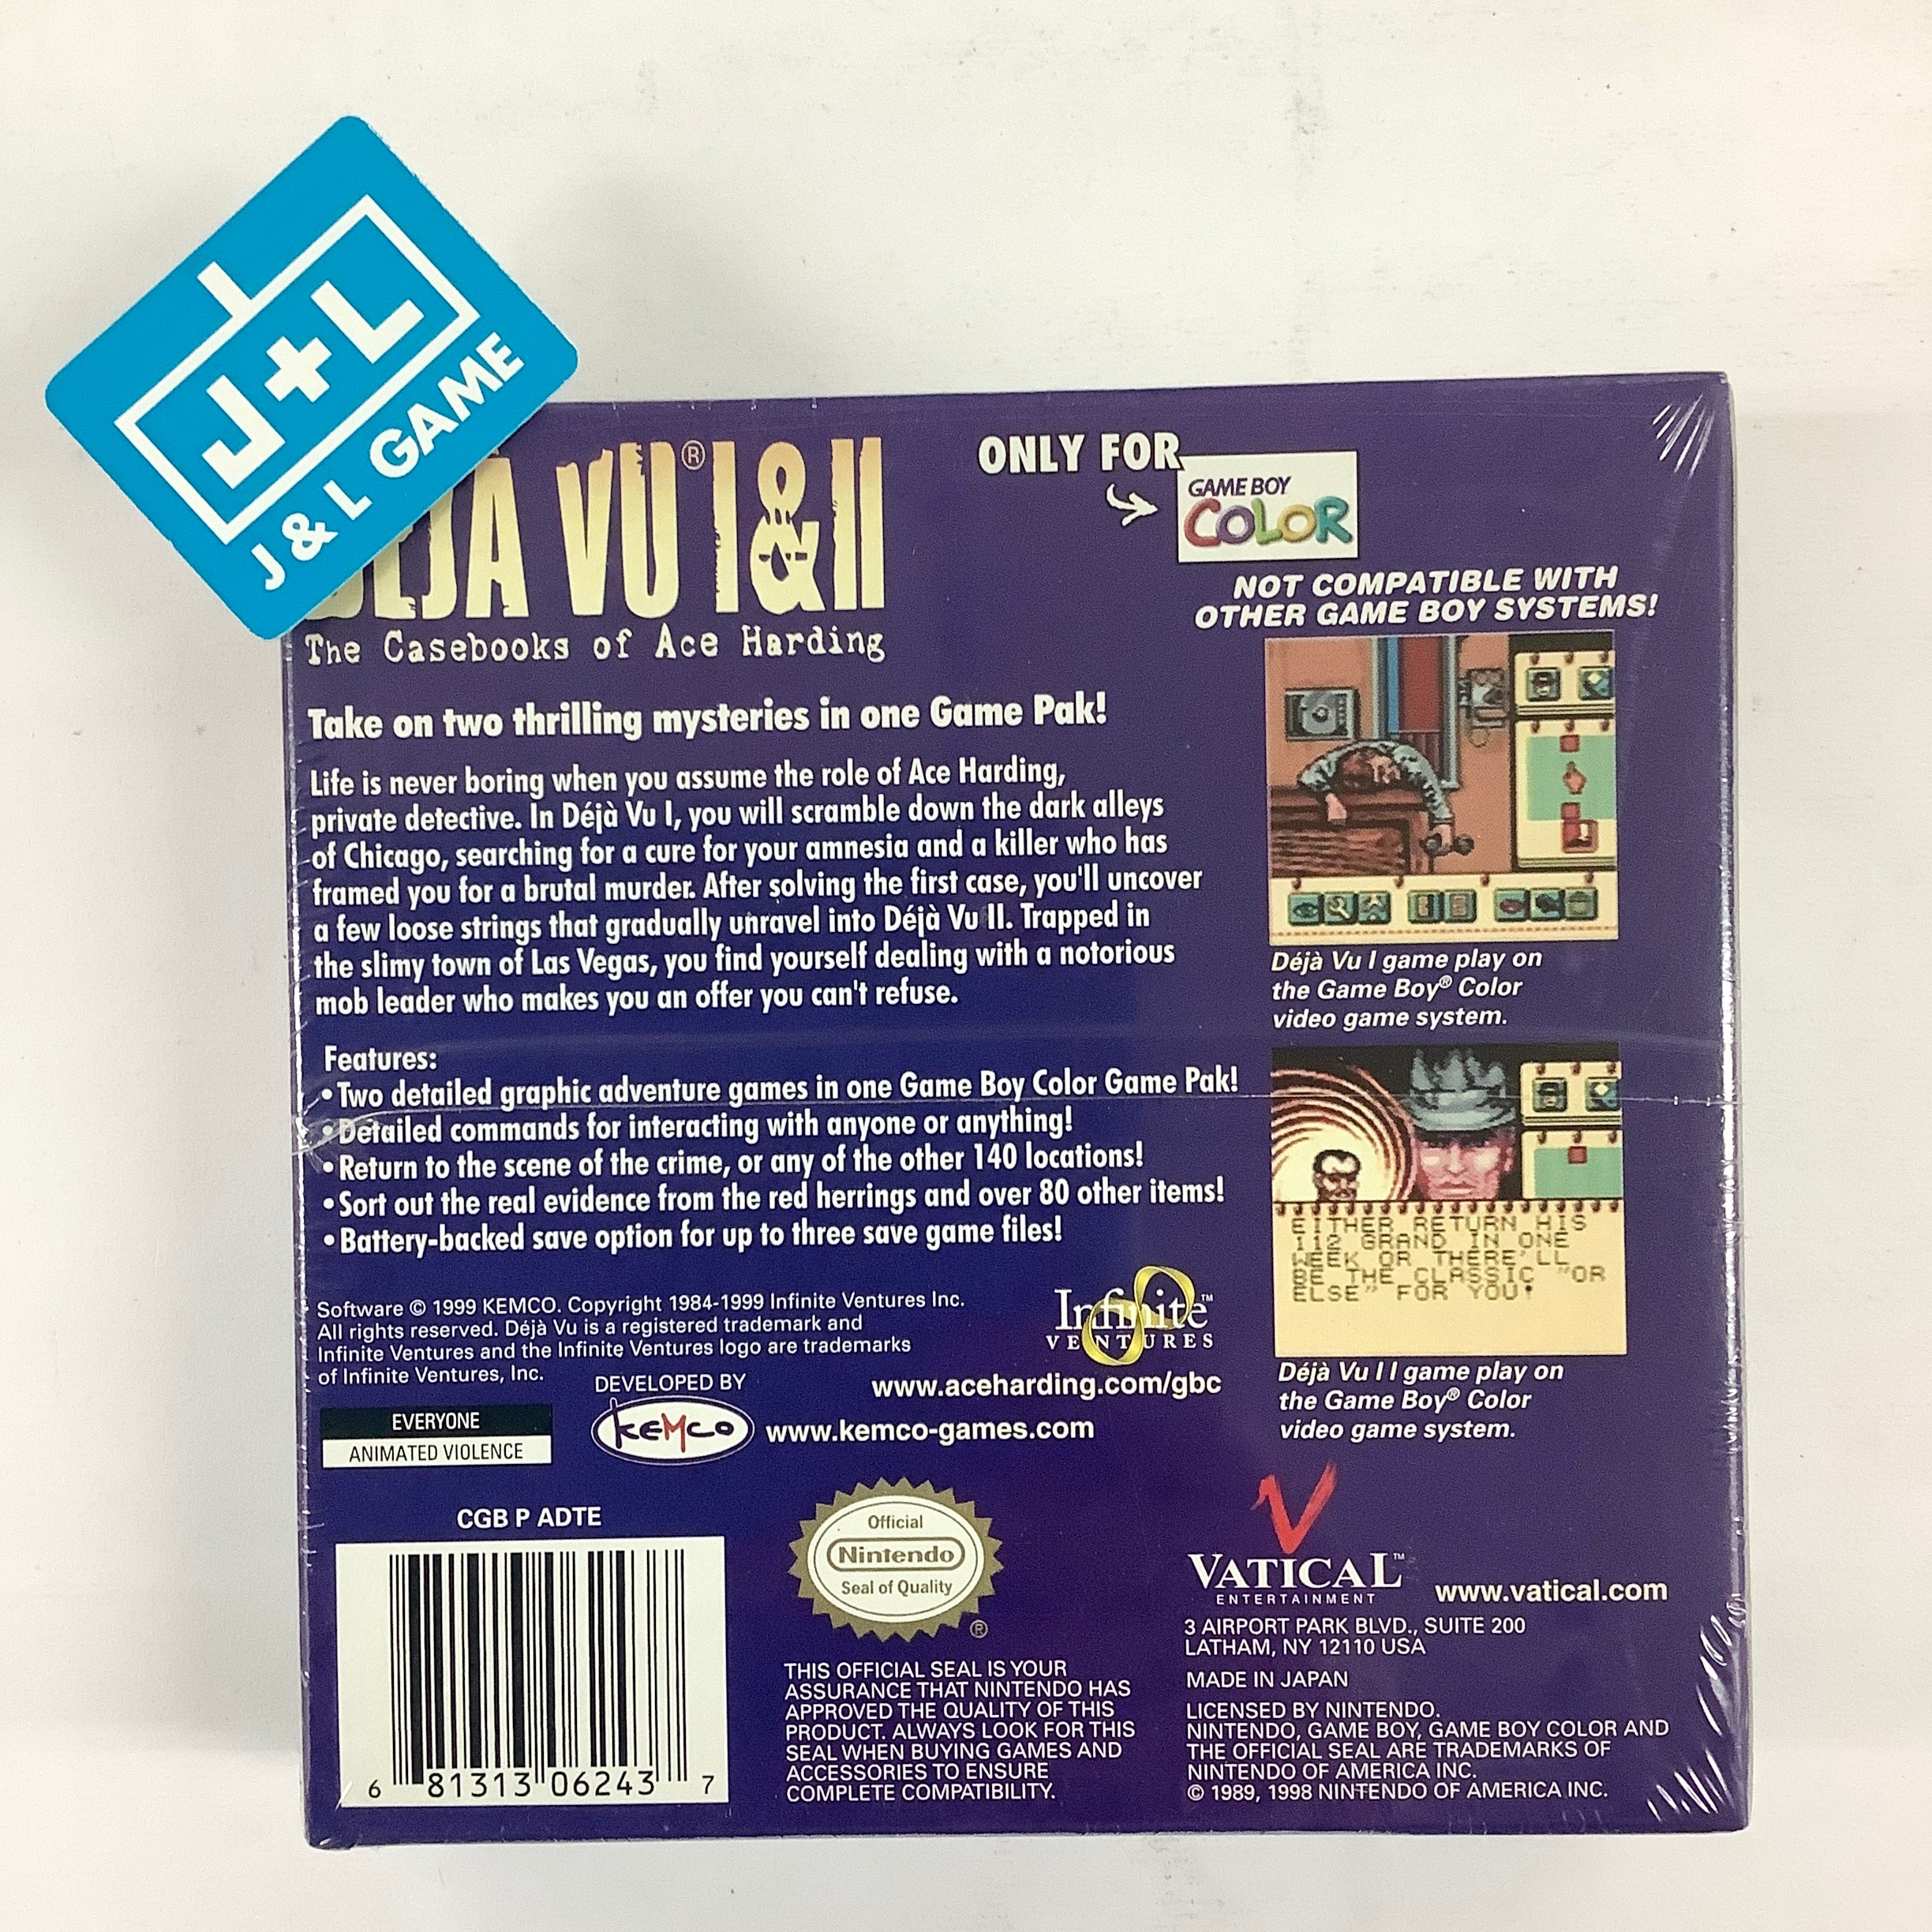 J+L
J & L GAME
DÉJÀ VU® I & II
The Casebooks of Ace Harding
ONLY FOR
GAME BOY
COLOR
NOT COMPATIBLE WITH
OTHER GAME BOY SYSTEMS!
Take on two thrilling mysteries in one Game Pak!
Life is never boring when you assume the role of Ace Harding,
private detective. In Déjà Vu I, you will scramble down the dark alleys
of Chicago, searching for a cure for your amnesia and a killer who has
framed you for a brutal murder. After solving the first case, you'll uncover
a few loose strings that gradually unravel into Déjà Vu II. Trapped in
the slimy town of Las Vegas, you find yourself dealing with a notorious
mob leader who makes you an offer you can't refuse.
Déjà Vu I game play on
the Game Boy® Color
video game system.
Features:
• Two detailed graphic adventure games in one Game Boy Color Game Pak!
• Detailed commands for interacting with anyone or anything!
• Return to the scene of the crime, or any of the other 140 locations!
• Sort out the real evidence from the red herrings and over 80 other items!
• Battery-backed save option for up to three save game files!
EITHER RETURN HIS
112 GRAND IN ONE
WEEK OR THERE'LL
BE THE CLASSIC "OR
ELSE" FOR YOU!
Déjà Vu II game play on
the Game Boy® Color
video game system.
Software © 1999 KEMCO. Copyright 1984-1999 Infinite Ventures Inc.
All rights reserved. Déjà Vu is a registered trademark and
Infinite Ventures and the Infinite Ventures logo are trademarks
of Infinite Ventures, Inc.
Infinite™
VENTURES
www.aceharding.com/gbc
DEVELOPED BY
KEMCO
www.kemco-games.com
EVERYONE
ANIMATED VIOLENCE
CGB P ADTE
6 81313 06243 7
Official
Nintendo
Seal of Quality
®
THIS OFFICIAL SEAL IS YOUR
ASSURANCE THAT NINTENDO HAS
APPROVED THE QUALITY OF THIS
PRODUCT. ALWAYS LOOK FOR THIS
SEAL WHEN BUYING GAMES AND
ACCESSORIES TO ENSURE
COMPLETE COMPATIBILITY.
V
VATICAL™
ENTERTAINMENT
www.vatical.com
3 AIRPORT PARK BLVD., SUITE 200
LATHAM, NY 12110 USA
MADE IN JAPAN
LICENSED BY NINTENDO.
NINTENDO, GAME BOY, GAME BOY COLOR AND
THE OFFICIAL SEAL ARE TRADEMARKS OF
NINTENDO OF AMERICA INC.
© 1989, 1998 NINTENDO OF AMERICA INC.